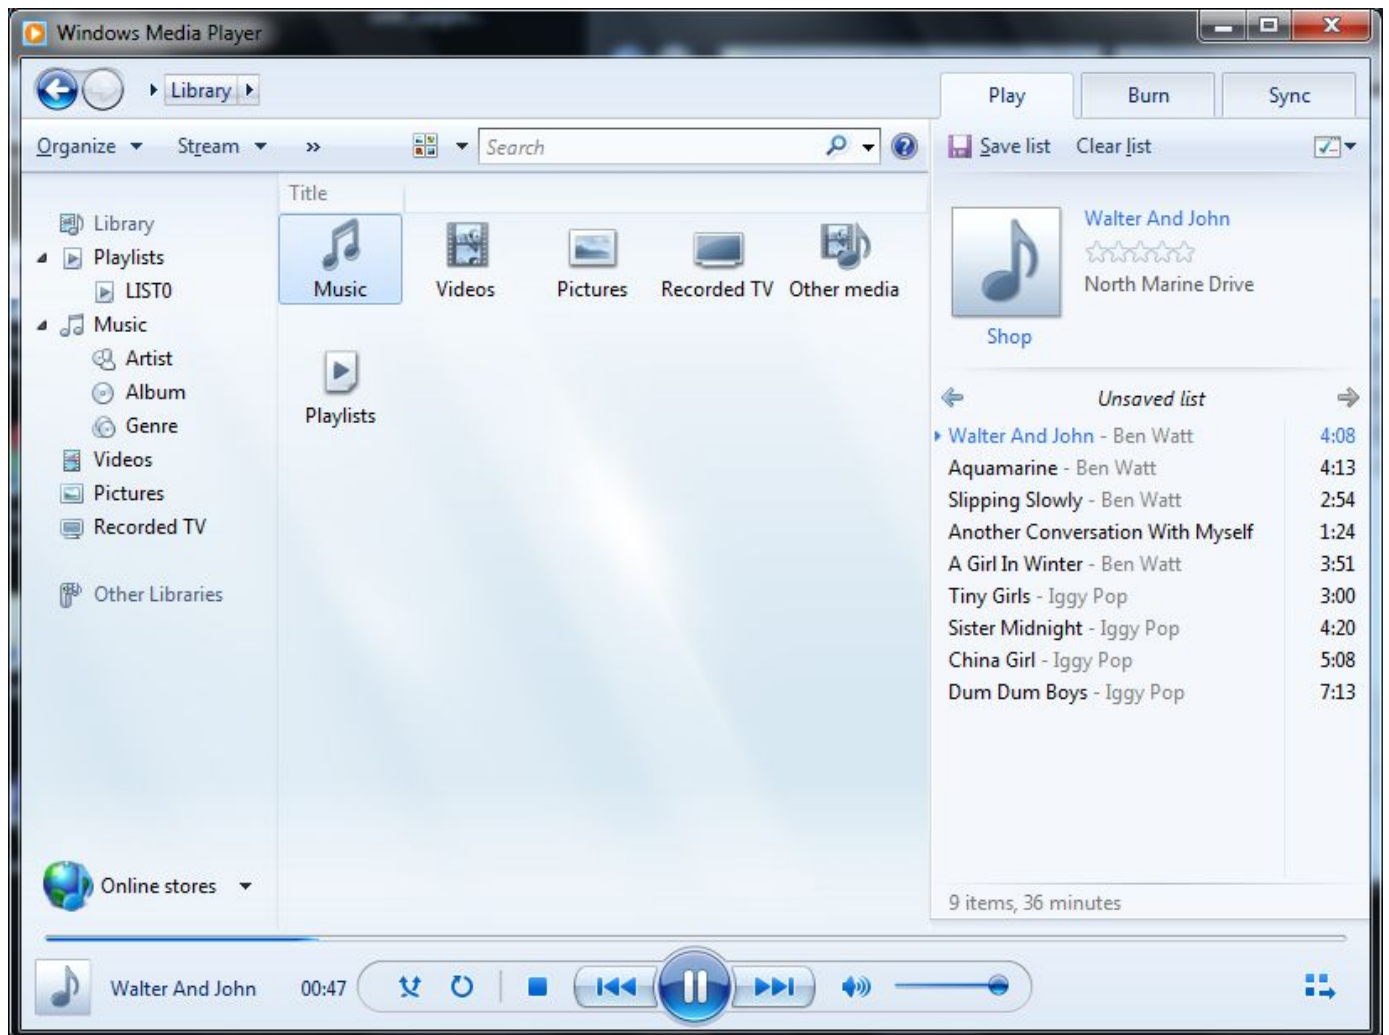 Windows Media Player
Library
Play
Burn
Sync
Organize
Stream
»
Search
Save list
Clear list
Title
Library
Playlists
LIST0
Music
Artist
Album
Genre
Videos
Pictures
Recorded TV
Other Libraries
Online stores
Music
Videos
Pictures
Recorded TV
Other media
Playlists
Walter And John
North Marine Drive
Shop
Unsaved list
Walter And John - Ben Watt 4:08
Aquamarine - Ben Watt 4:13
Slipping Slowly - Ben Watt 2:54
Another Conversation With Myself 1:24
A Girl In Winter - Ben Watt 3:51
Tiny Girls - Iggy Pop 3:00
Sister Midnight - Iggy Pop 4:20
China Girl - Iggy Pop 5:08
Dum Dum Boys - Iggy Pop 7:13
9 items, 36 minutes
Walter And John
00:47